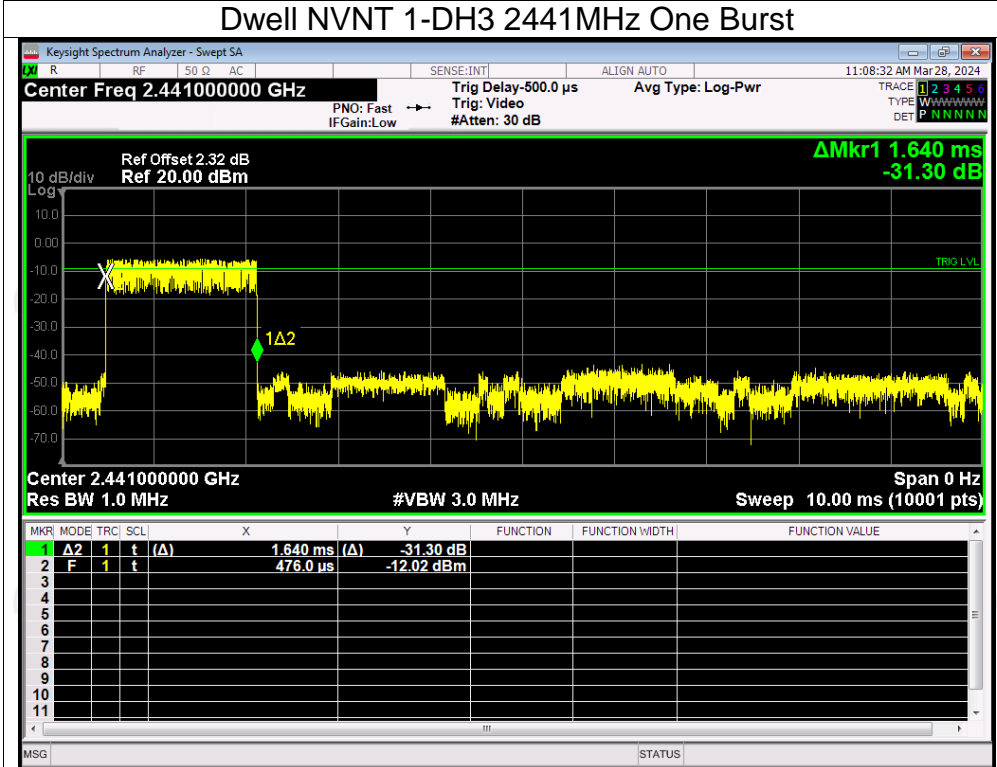 Dwell NVNT 1-DH3 2441MHz One Burst
Keysight Spectrum Analyzer - Swept SA
LXI R RF 50 Ω AC SENSE:INT ALIGN AUTO 11:08:32 AM Mar 28, 2024
Center Freq 2.441000000 GHz
PNO: Fast
IFGain:Low
Trig Delay-500.0 µs
Trig: Video
#Atten: 30 dB
Avg Type: Log-Pwr
TRACE 1 2 3 4 5 6
TYPE WWWWWW
DET P N N N N N
ΔMkr1 1.640 ms
-31.30 dB
Ref Offset 2.32 dB
10 dB/div Ref 20.00 dBm
Log
10.0
0.00
-10.0
TRIG LVL
-20.0
-30.0
1Δ2
-40.0
-50.0
-60.0
-70.0
Center 2.441000000 GHz Span 0 Hz
Res BW 1.0 MHz #VBW 3.0 MHz Sweep 10.00 ms (10001 pts)
MKR MODE TRC SCL X Y FUNCTION FUNCTION WIDTH FUNCTION VALUE
1 Δ2 1 t (Δ) 1.640 ms (Δ) -31.30 dB
2 F 1 t 476.0 µs -12.02 dBm
3
4
5
6
7
8
9
10
11
MSG STATUS